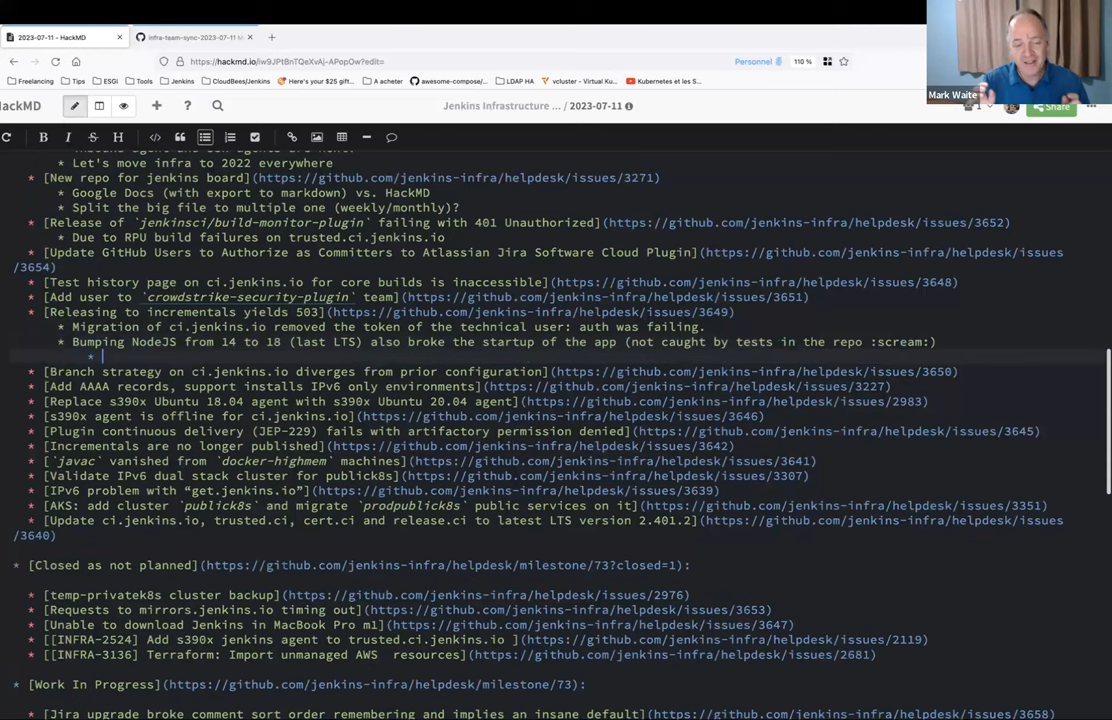 2023-07-11 - HackMD
infra-team-sync-2023-07-11 M
https://hackmd.io/iw9JPtBnTQeXvAj-APopOw?edit=
Personnel
110 %
Freelancing Tips ESGI Tools Jenkins CloudBees/Jenkins Here's your $25 gift... A acheter awesome-compose/... LDAP HA vcluster - Virtual Ku... Kubernetes et les S...
Mark Waite
HackMD
Jenkins Infrastructure ... / 2023-07-11
1
Share
B I S H
* Let's move infra to 2022 everywhere
* [New repo for jenkins board](https://github.com/jenkins-infra/helpdesk/issues/3271)
* Google Docs (with export to markdown) vs. HackMD
* Split the big file to multiple one (weekly/monthly)?
* [Release of `jenkinsci/build-monitor-plugin` failing with 401 Unauthorized](https://github.com/jenkins-infra/helpdesk/issues/3652)
* Due to RPU build failures on trusted.ci.jenkins.io
* [Update GitHub Users to Authorize as Committers to Atlassian Jira Software Cloud Plugin](https://github.com/jenkins-infra/helpdesk/issues
/3654)
* [Test history page on ci.jenkins.io for core builds is inaccessible](https://github.com/jenkins-infra/helpdesk/issues/3648)
* [Add user to `crowdstrike-security-plugin` team](https://github.com/jenkins-infra/helpdesk/issues/3651)
* [Releasing to incrementals yields 503](https://github.com/jenkins-infra/helpdesk/issues/3649)
* Migration of ci.jenkins.io removed the token of the technical user: auth was failing.
* Bumping NodeJS from 14 to 18 (last LTS) also broke the startup of the app (not caught by tests in the repo :scream:)
*
* [Branch strategy on ci.jenkins.io diverges from prior configuration](https://github.com/jenkins-infra/helpdesk/issues/3650)
* [Add AAAA records, support installs IPv6 only environments](https://github.com/jenkins-infra/helpdesk/issues/3227)
* [Replace s390x Ubuntu 18.04 agent with s390x Ubuntu 20.04 agent](https://github.com/jenkins-infra/helpdesk/issues/2983)
* [s390x agent is offline for ci.jenkins.io](https://github.com/jenkins-infra/helpdesk/issues/3646)
* [Plugin continuous delivery (JEP-229) fails with artifactory permission denied](https://github.com/jenkins-infra/helpdesk/issues/3645)
* [Incrementals are no longer published](https://github.com/jenkins-infra/helpdesk/issues/3642)
* [`javac` vanished from `docker-highmem` machines](https://github.com/jenkins-infra/helpdesk/issues/3641)
* [Validate IPv6 dual stack cluster for publick8s](https://github.com/jenkins-infra/helpdesk/issues/3307)
* [IPv6 problem with “get.jenkins.io”](https://github.com/jenkins-infra/helpdesk/issues/3639)
* [AKS: add cluster `publick8s` and migrate `prodpublick8s` public services on it](https://github.com/jenkins-infra/helpdesk/issues/3351)
* [Update ci.jenkins.io, trusted.ci, cert.ci and release.ci to latest LTS version 2.401.2](https://github.com/jenkins-infra/helpdesk/issues
/3640)
* [Closed as not planned](https://github.com/jenkins-infra/helpdesk/milestone/73?closed=1):
* [temp-privatek8s cluster backup](https://github.com/jenkins-infra/helpdesk/issues/2976)
* [Requests to mirrors.jenkins.io timing out](https://github.com/jenkins-infra/helpdesk/issues/3653)
* [Unable to download Jenkins in MacBook Pro m1](https://github.com/jenkins-infra/helpdesk/issues/3647)
* [[INFRA-2524] Add s390x jenkins agent to trusted.ci.jenkins.io ](https://github.com/jenkins-infra/helpdesk/issues/2119)
* [[INFRA-3136] Terraform: Import unmanaged AWS  resources](https://github.com/jenkins-infra/helpdesk/issues/2681)
* [Work In Progress](https://github.com/jenkins-infra/helpdesk/milestone/73):
* [Jira upgrade broke comment sort order remembering and implies an insane default](https://github.com/jenkins-infra/helpdesk/issues/3658)